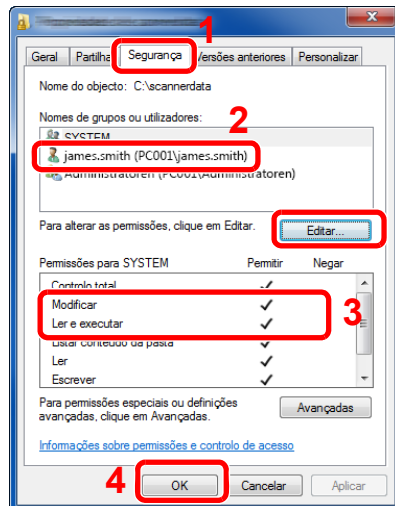 1
Geral Partilha Segurança Versões anteriores Personalizar
Nome do objecto: C:\scannerdata
Nomes de grupos ou utilizadores:
2
SYSTEM
james.smith (PC001\james.smith)
Administratoren (PC001\Administratoren)
Para alterar as permissões, clique em Editar.
Editar...
Permissões para SYSTEM Permitir Negar
Controlo total
Modificar
3
Ler e executar
Listar conteúdo da pasta
Ler
Escrever
Para permissões especiais ou definições
avançadas, clique em Avançadas.
Avançadas
Informações sobre permissões e controlo de acesso
4
OK Cancelar Aplicar